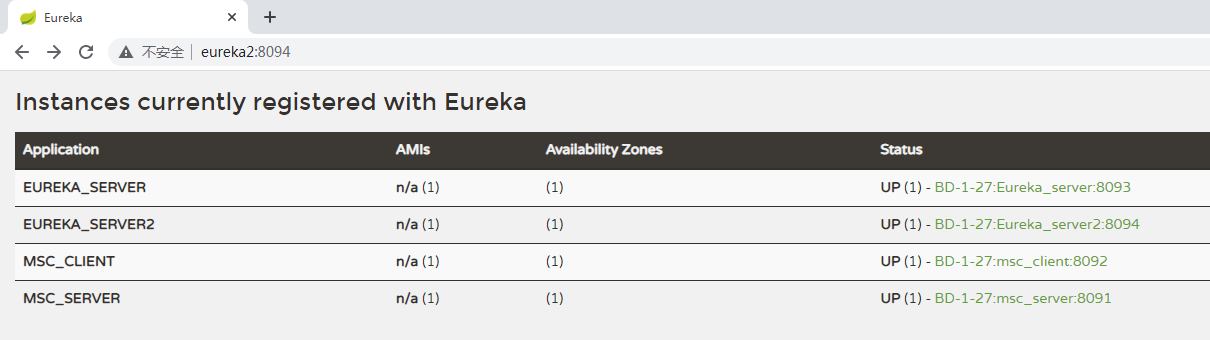 Eureka
不安全 eureka2:8094
Instances currently registered with Eureka
Application AMIs Availability Zones Status
EUREKA_SERVER n/a (1) (1) UP (1) - BD-1-27:Eureka_server:8093
EUREKA_SERVER2 n/a (1) (1) UP (1) - BD-1-27:Eureka_server2:8094
MSC_CLIENT n/a (1) (1) UP (1) - BD-1-27:msc_client:8092
MSC_SERVER n/a (1) (1) UP (1) - BD-1-27:msc_server:8091